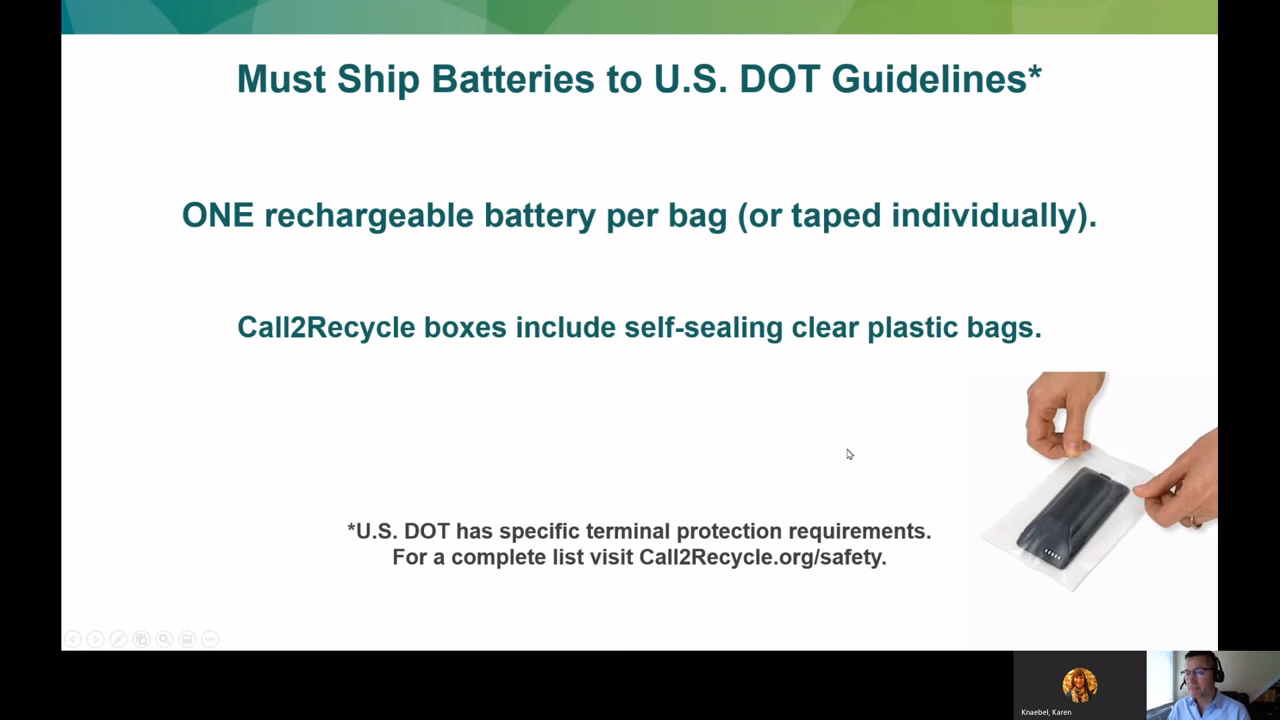 Must Ship Batteries to U.S. DOT Guidelines*
ONE rechargeable battery per bag (or taped individually).
Call2Recycle boxes include self-sealing clear plastic bags.
*U.S. DOT has specific terminal protection requirements.
For a complete list visit Call2Recycle.org/safety.
Knaebel, Karen